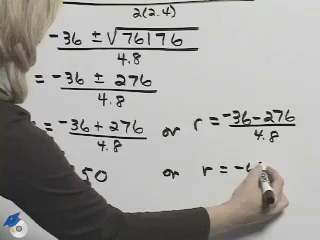 2(2.4)
-36 ± √76176
4.8
= -36 ± 276
4.8
= -36 + 276 or r = -36 - 276
4.8 4.8
50 or r = -